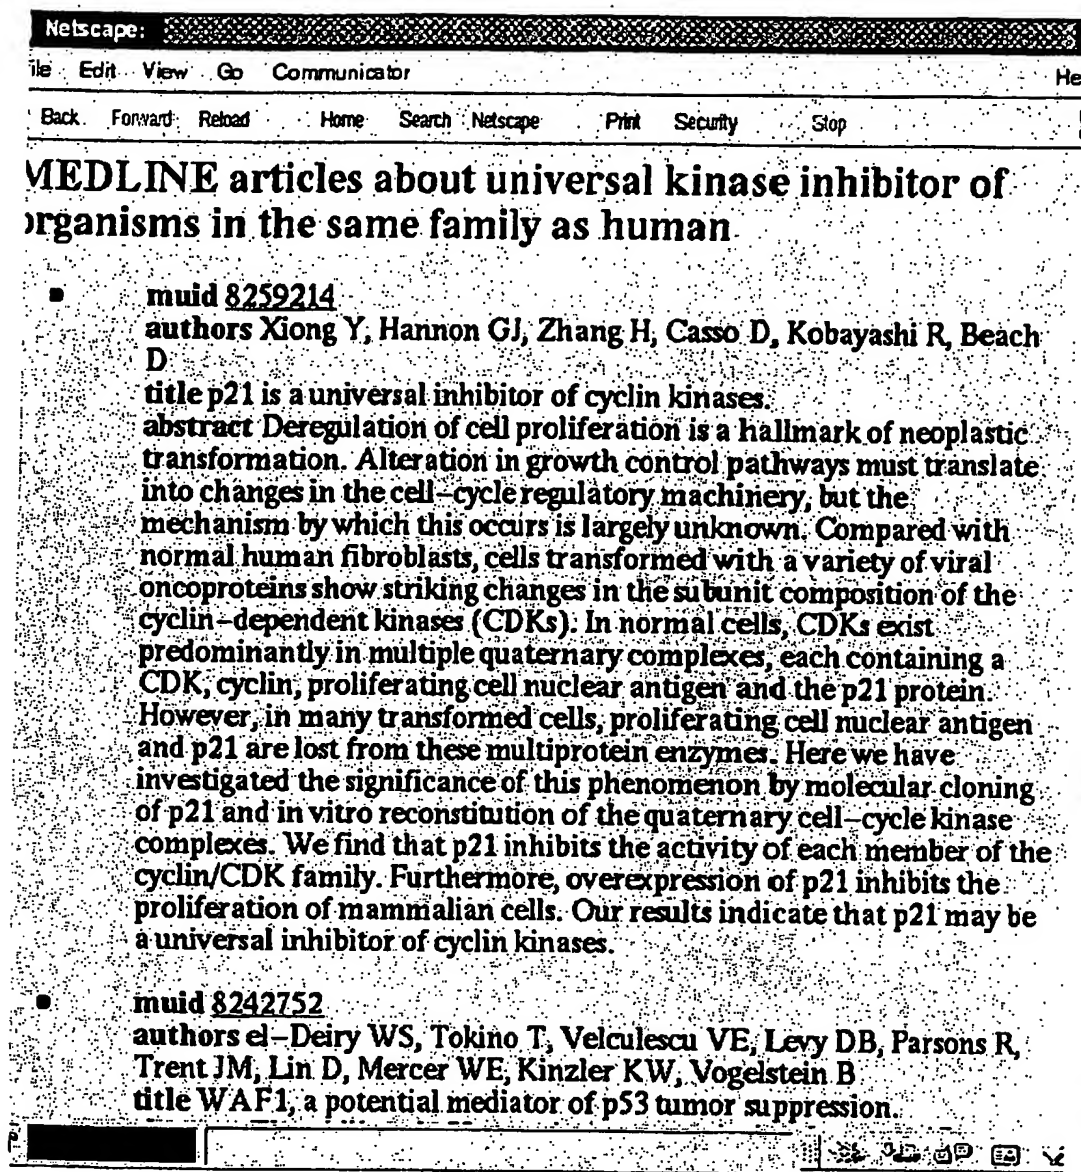 Netscape:
ile Edit View Go Communicator He
Back Forward Reload Home Search Netscape Print Security Stop
MEDLINE articles about universal kinase inhibitor of
organisms in the same family as human
muid 8259214
authors Xiong Y, Hannon GJ, Zhang H, Casso D, Kobayashi R, Beach
D
title p21 is a universal inhibitor of cyclin kinases.
abstract Deregulation of cell proliferation is a hallmark of neoplastic
transformation. Alteration in growth control pathways must translate
into changes in the cell-cycle regulatory machinery, but the
mechanism by which this occurs is largely unknown. Compared with
normal human fibroblasts, cells transformed with a variety of viral
oncoproteins show striking changes in the subunit composition of the
cyclin-dependent kinases (CDKs). In normal cells, CDKs exist
predominantly in multiple quaternary complexes, each containing a
CDK, cyclin, proliferating cell nuclear antigen and the p21 protein.
However, in many transformed cells, proliferating cell nuclear antigen
and p21 are lost from these multiprotein enzymes. Here we have
investigated the significance of this phenomenon by molecular cloning
of p21 and in vitro reconstitution of the quaternary cell-cycle kinase
complexes. We find that p21 inhibits the activity of each member of the
cyclin/CDK family. Furthermore, overexpression of p21 inhibits the
proliferation of mammalian cells. Our results indicate that p21 may be
a universal inhibitor of cyclin kinases.
muid 8242752
authors el-Deiry WS, Tokino T, Velculescu VE, Levy DB, Parsons R,
Trent JM, Lin D, Mercer WE, Kinzler KW, Vogelstein B
title WAF1, a potential mediator of p53 tumor suppression.